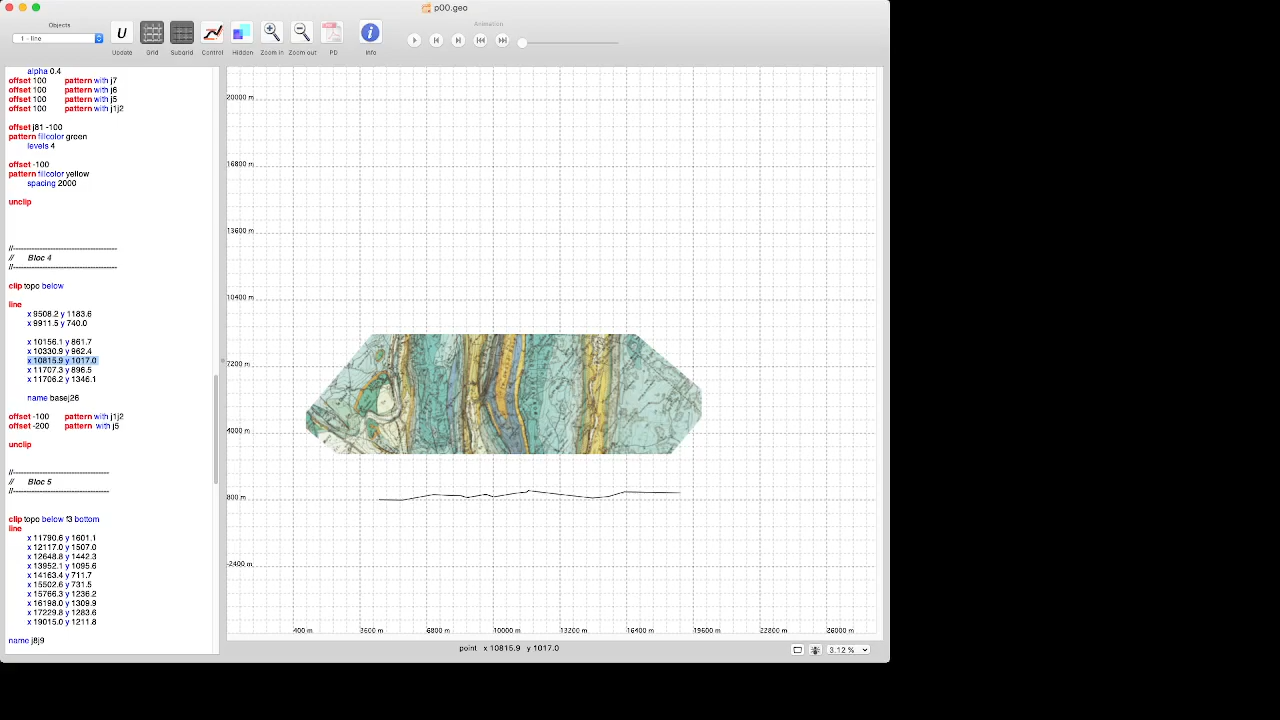 p00.geo
Objects
1 - line
Update
Grid
Subgrid
Control
Hidden
Zoom in
Zoom out
PD
Info
Animation
alpha 0.4
offset 100 pattern with j7
offset 100 pattern with j6
offset 100 pattern with j5
offset 100 pattern with j1j2
offset j81 -100
pattern fillcolor green
levels 4
offset -100
pattern fillcolor yellow
spacing 2000
unclip
//----------------------------------------
// Bloc 4
//----------------------------------------
clip topo below
line
x 9508.2 y 1183.6
x 9911.5 y 740.0
x 10156.1 y 861.7
x 10330.9 y 962.4
x 10815.9 y 1017.0
x 11707.3 y 896.5
x 11706.2 y 1346.1
name basej26
offset -100 pattern with j1j2
offset -200 pattern with j5
unclip
//-------------------------------------
// Bloc 5
//-------------------------------------
clip topo below f3 bottom
line
x 11790.6 y 1601.1
x 12117.0 y 1507.0
x 12648.8 y 1442.3
x 13952.1 y 1095.6
x 14163.4 y 711.7
x 15502.6 y 731.5
x 15766.3 y 1236.2
x 16198.0 y 1309.9
x 17229.8 y 1283.6
x 19015.0 y 1211.8
name j8j9
20000 m
16800 m
13600 m
10400 m
7200 m
4000 m
800 m
-2400 m
400 m
3600 m
6800 m
10000 m
13200 m
16400 m
19600 m
22800 m
26000 m
point x 10815.9 y 1017.0
3.12 %